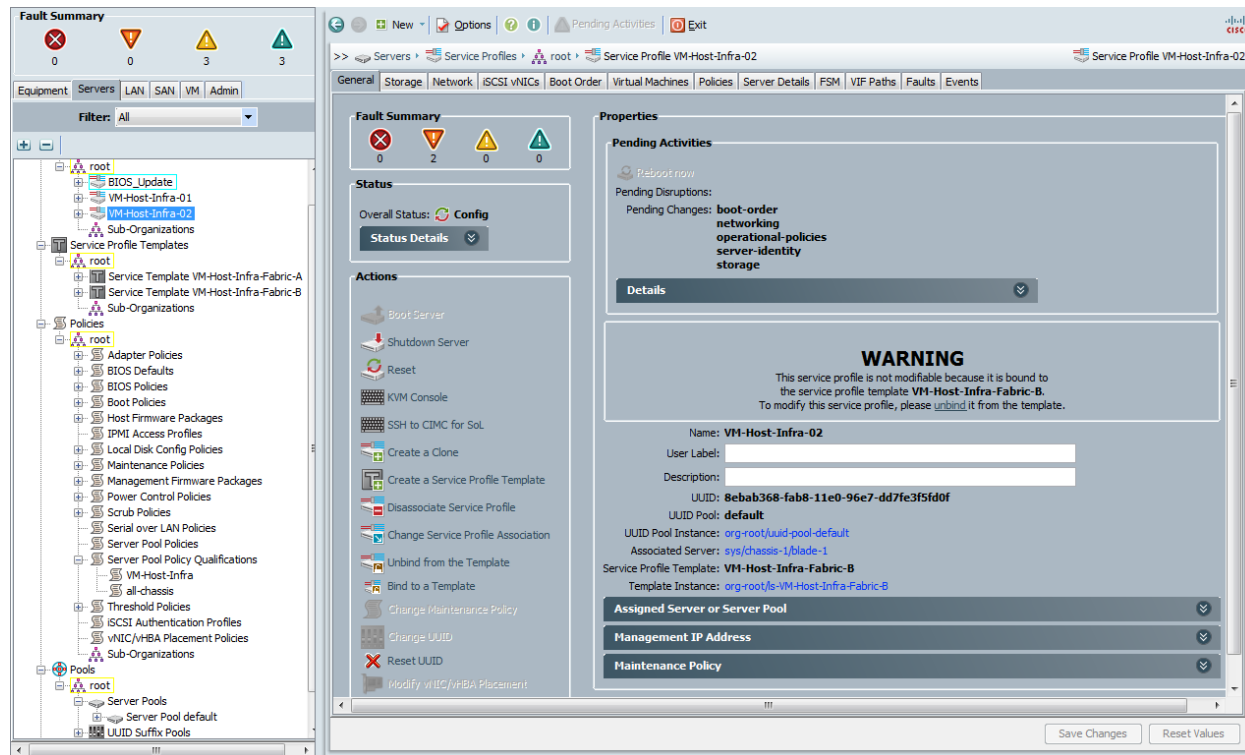 Fault Summary
0 0 3 3
Equipment Servers LAN SAN VM Admin
Filter: All
root
BIOS_Update
VM-Host-Infra-01
VM-Host-Infra-02
Sub-Organizations
Service Profile Templates
root
Service Template VM-Host-Infra-Fabric-A
Service Template VM-Host-Infra-Fabric-B
Sub-Organizations
Policies
root
Adapter Policies
BIOS Defaults
BIOS Policies
Boot Policies
Host Firmware Packages
IPMI Access Profiles
Local Disk Config Policies
Maintenance Policies
Management Firmware Packages
Power Control Policies
Scrub Policies
Serial over LAN Policies
Server Pool Policies
Server Pool Policy Qualifications
VM-Host-Infra
all-chassis
Threshold Policies
iSCSI Authentication Profiles
vNIC/vHBA Placement Policies
Sub-Organizations
Pools
root
Server Pools
Server Pool default
UUID Suffix Pools
New Options Pending Activities Exit
>> Servers Service Profiles root Service Profile VM-Host-Infra-02 Service Profile VM-Host-Infra-02
General Storage Network iSCSI vNICs Boot Order Virtual Machines Policies Server Details FSM VIF Paths Faults Events
Fault Summary
0 2 0 0
Status
Overall Status: Config
Status Details
Actions
Boot Server
Shutdown Server
Reset
KVM Console
SSH to CIMC for SoL
Create a Clone
Create a Service Profile Template
Disassociate Service Profile
Change Service Profile Association
Unbind from the Template
Bind to a Template
Change Maintenance Policy
Change UUID
Reset UUID
Modify vNIC/vHBA Placement
Properties
Pending Activities
Reboot now
Pending Disruptions:
Pending Changes: boot-order
networking
operational-policies
server-identity
storage
Details
WARNING
This service profile is not modifiable because it is bound to
the service profile template VM-Host-Infra-Fabric-B.
To modify this service profile, please unbind it from the template.
Name: VM-Host-Infra-02
User Label:
Description:
UUID: 8ebab368-fab8-11e0-96e7-dd7fe3f5fd0f
UUID Pool: default
UUID Pool Instance: org-root/uuid-pool-default
Associated Server: sys/chassis-1/blade-1
Service Profile Template: VM-Host-Infra-Fabric-B
Template Instance: org-root/ls-VM-Host-Infra-Fabric-B
Assigned Server or Server Pool
Management IP Address
Maintenance Policy
Save Changes Reset Values